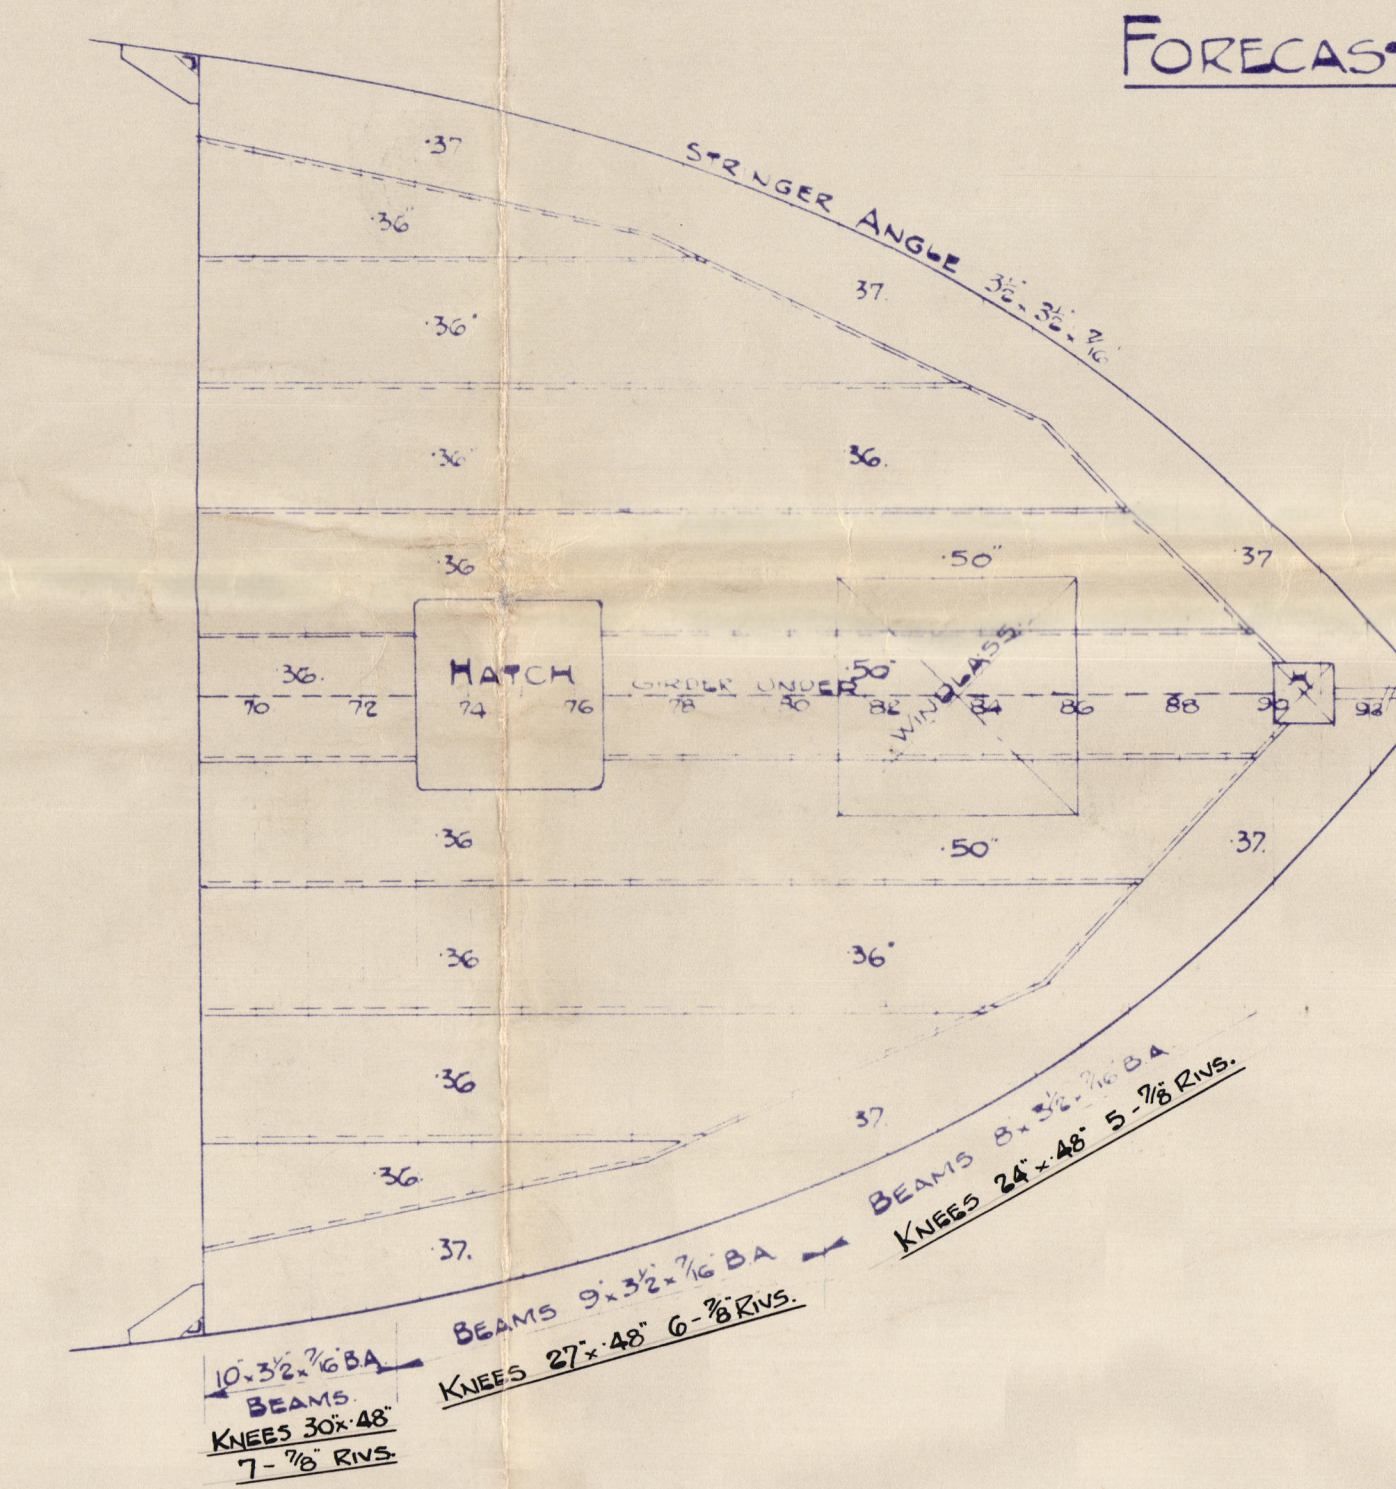 FORECAS
.37
STRINGER ANGLE 3½" x 3½" x 7/16"
.36"
37.
.36"
.36"
36.
.36
.50"
.37
36.
HATCH
GIRDER UNDER
.50"
WINDLASS.
70 72 74 76 78 80 82 84 86 88 90 92
.36
.50"
.37.
.36
.36"
.36
37.
.36.
.37.
BEAMS 8" x 3½" x 7/16" B.A.
KNEES 24" x .48" 5 - 7/8" RIVS.
BEAMS 9" x 3½" x 7/16" B.A
KNEES 27" x .48" 6 - 7/8" RIVS.
10" x 3½" x 7/16" B.A.
BEAMS.
KNEES 30" x .48"
7 - 7/8" RIVS.